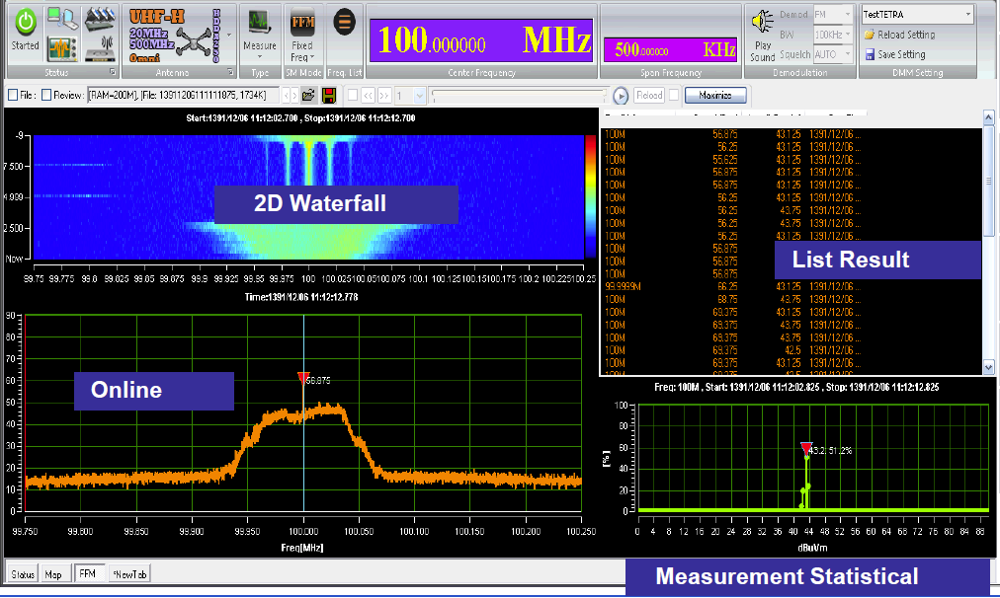 UHF-H
20MHz
500MHz
Omni
HDDX250
FFM
100.000000 MHz
500.000000 KHz
Started
Measure
Fixed
Freq
Play
Sound
Demod FM
BW 100KHz
Squelch AUTO
TestTETRA
Reload Setting
Save Setting
Status
Antenna
Type
SM Mode
Freq. List
Center Frequency
Span Frequency
Demodulation
DMM Setting
File:
Review:
[RAM=200M], [File: 13911206111111875, 1734K]
<<
>>
1
Reload
Maximize
Start:1391/12/06 11:12:02.700 , Stop:1391/12/06 11:12:12.700
-9
7.500
4.999
2.500
Now
2D Waterfall
99.75 99.775 99.8 99.825 99.85 99.875 99.9 99.925 99.95 99.975 100 100.025 100.05 100.075 100.1 100.125 100.15 100.175 100.2 100.225 100.25
Time:1391/12/06 11:12:12.778
90
80
70
60
50
40
30
20
10
0
58.875
Online
99.750 99.800 99.850 99.900 99.950 100.000 100.050 100.100 100.150 100.200 100.250
Freq[MHz]
100M 56.875 43.125 1391/12/06 ...
100M 56.25 43.125 1391/12/06 ...
100M 55.625 43.125 1391/12/06 ...
100M 56.875 43.125 1391/12/06 ...
100M 56.875 43.125 1391/12/06 ...
100M 56.25 43.125 1391/12/06 ...
100M 56.25 43.75 1391/12/06 ...
100M 56.25 43.75 1391/12/06 ...
100M 56.25 43.125 1391/12/06 ...
100M 56.875
100M 56.875
100M 56.875
List Result
99.9999M 66.25 43.125 1391/12/06 ...
100M 68.75 43.75 1391/12/06 ...
100M 69.375 43.125 1391/12/06 ...
100M 69.375 43.75 1391/12/06 ...
100M 69.375 43.75 1391/12/06 ...
100M 69.375 42.5 1391/12/06 ...
100M 69.375 43.125 1391/12/06 ...
Freq: 100M , Start: 1391/12/06 11:12:02.825 , Stop: 1391/12/06 11:12:12.825
100
80
60
40
20
0
[%]
43.2; 51.2%
0 4 8 12 16 20 24 28 32 36 40 44 48 52 56 60 64 68 72 76 80 84 88
dBuVm
Status
Map
FFM
*NewTab
Measurement Statistical